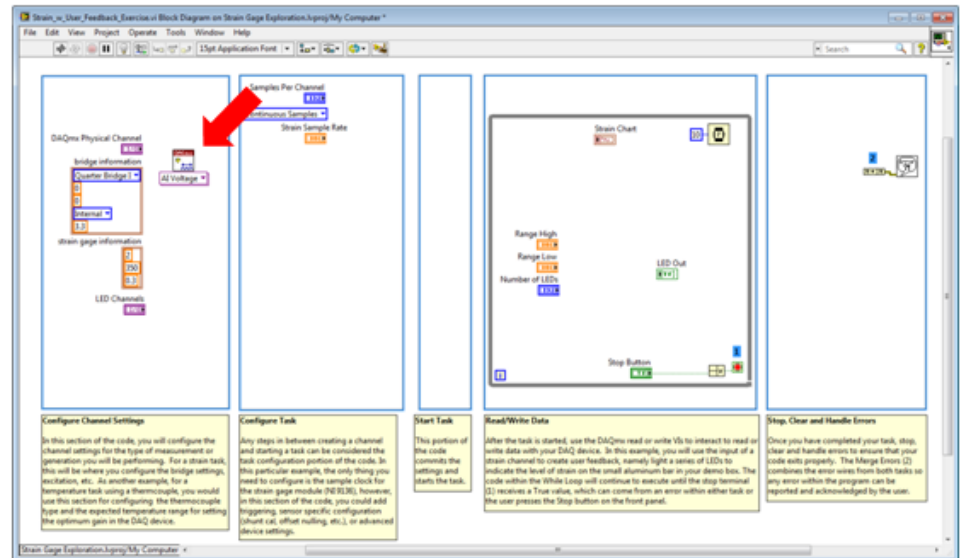 Strain_w_User_Feedback_Exercise.vi Block Diagram on Strain Gage Exploration.lvproj/My Computer *
File Edit View Project Operate Tools Window Help
15pt Application Font
Search
DAQmx Physical Channel
bridge information
Quarter Bridge I
0
0
Internal
3.3
strain gage information
2
350
0.3
LED Channels
AI Voltage
Samples Per Channel
Continuous Samples
Strain Sample Rate
Strain Chart
10
Range High
Range Low
Number of LEDs
LED Out
Stop Button
i
1
2
Configure Channel Settings
In this section of the code, you will configure the
channel settings for the type of measurement or
generation you will be performing. For a strain task,
this will be where you configure the bridge settings,
excitation, etc. As another example, for a
temperature task using a thermocouple, you would
use this section for configuring the thermocouple
type and the expected temperature range for setting
the optimum gain in the DAQ device.
Configure Task
Any steps in between creating a channel
and starting a task can be considered the
task configuration portion of the code. In
this particular example, the only thing you
need to configure is the sample clock for
the strain gage module (NI 9236), however,
in this section of the code, you could add
triggering, sensor specific configuration
(shunt cal, offset nulling, etc.), or advanced
device settings.
Start Task
This portion of
the code
commits the
settings and
starts the task.
Read/Write Data
After the task is started, use the DAQmx read or write VIs to interact to read or
write data with your DAQ device. In this example, you will use the input of a
strain channel to create user feedback, namely light a series of LEDs to
indicate the level of strain on the small aluminum bar in your demo box. The
code within the While Loop will continue to execute until the stop terminal
(1) receives a True value, which can come from an error within either task or
the user presses the Stop button on the front panel.
Stop, Clear and Handle Errors
Once you have completed your task, stop,
clear and handle errors to ensure that your
code exits properly. The Merge Errors (2)
combines the error wires from both tasks so
any error within the program can be
reported and acknowledged by the user.
Strain Gage Exploration.lvproj/My Computer